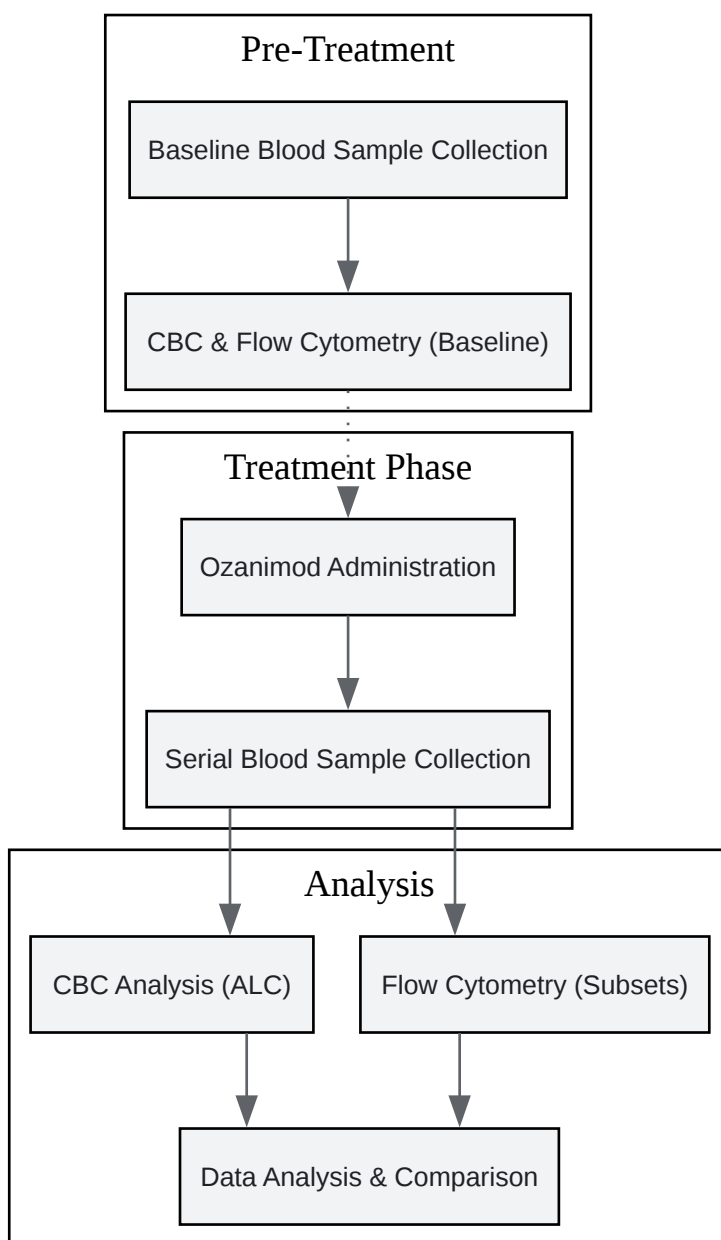 Pre-Treatment
Baseline Blood Sample Collection
CBC & Flow Cytometry (Baseline)
Treatment Phase
Ozanimod Administration
Serial Blood Sample Collection
Analysis
CBC Analysis (ALC)
Flow Cytometry (Subsets)
Data Analysis & Comparison